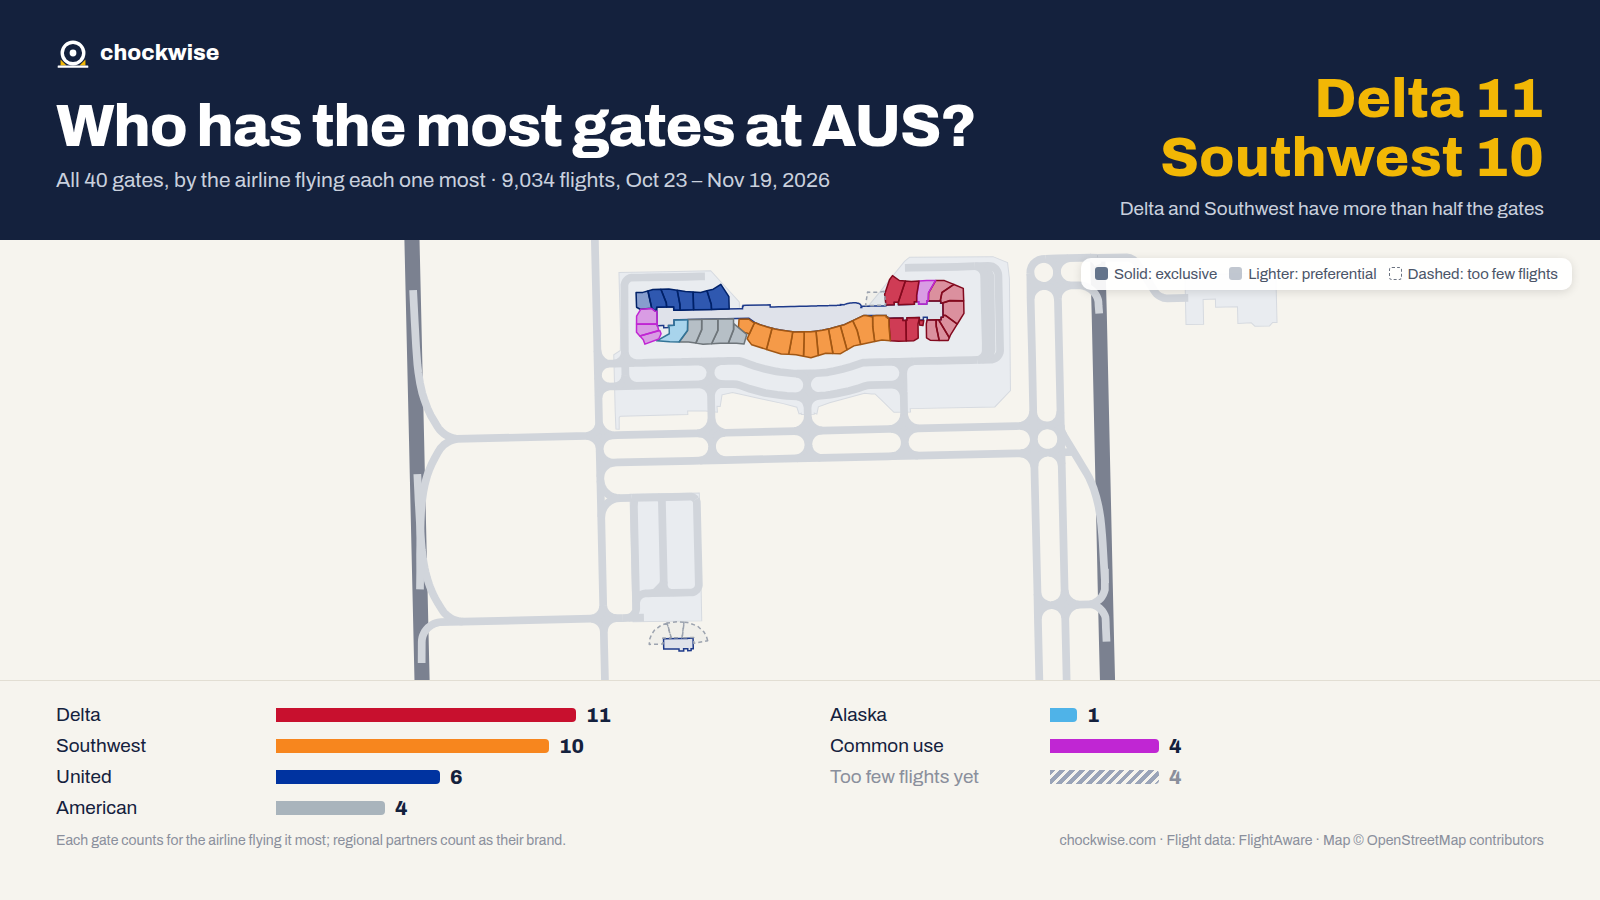 chockwise
Who has the most gates at AUS?
All 40 gates, by the airline flying each one most · 9,034 flights, Oct 23 – Nov 19, 2026
Delta 11
Southwest 10
Delta and Southwest have more than half the gates
Solid: exclusive
Lighter: preferential
Dashed: too few flights
Delta 11
Southwest 10
United 6
American 4
Alaska 1
Common use 4
Too few flights yet 4
Each gate counts for the airline flying it most; regional partners count as their brand.
chockwise.com · Flight data: FlightAware · Map © OpenStreetMap contributors